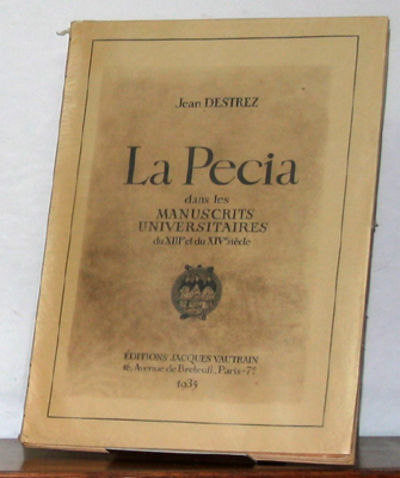 Jean DESTREZ
La Pecia
dans les
MANUSCRITS
UNIVERSITAIRES
du XIIIe et du XIVe siècle
ÉDITIONS JACQUES VAUTRAIN
16, Avenue de Breteuil, Paris-7e
1935